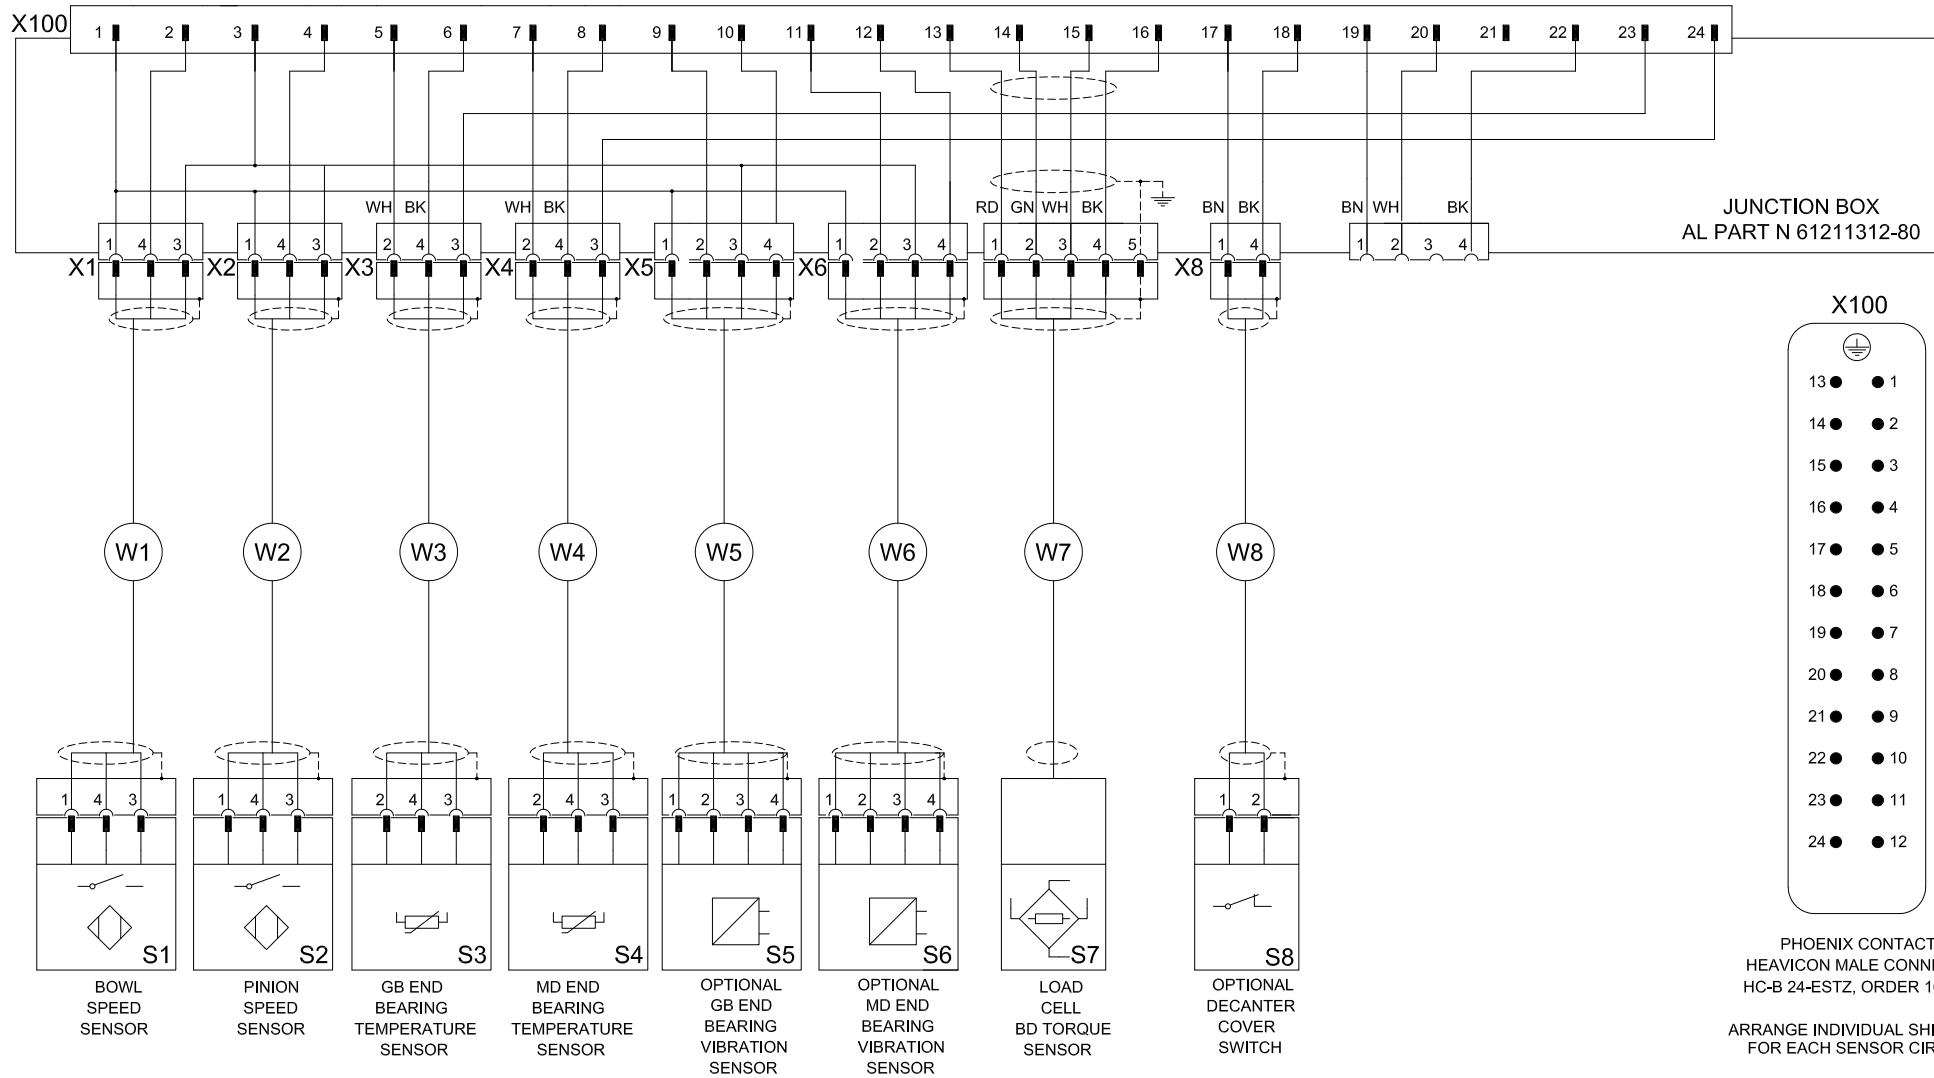 X100 1 2 3 4 5 6 7 8 9 10 11 12 13 14 15 16 17 18 19 20 21 22 23 24
WH BK WH BK RD GN WH BK BN BK BN WH BK
JUNCTION BOX
AL PART N 61211312-80
1 4 3 1 4 3 2 4 3 2 4 3 1 2 3 4 1 2 3 4 1 2 3 4 5 1 4 1 2 3 4
X1 X2 X3 X4 X5 X6 X8
X100
13 1
14 2
15 3
16 4
17 5
18 6
19 7
20 8
21 9
22 10
23 11
24 12
W1 W2 W3 W4 W5 W6 W7 W8
1 4 3 1 4 3 2 4 3 2 4 3 1 2 3 4 1 2 3 4 1 2
S1 S2 S3 S4 S5 S6 S7 S8
BOWL
SPEED
SENSOR
PINION
SPEED
SENSOR
GB END
BEARING
TEMPERATURE
SENSOR
MD END
BEARING
TEMPERATURE
SENSOR
OPTIONAL
GB END
BEARING
VIBRATION
SENSOR
OPTIONAL
MD END
BEARING
VIBRATION
SENSOR
LOAD
CELL
BD TORQUE
SENSOR
OPTIONAL
DECANTER
COVER
SWITCH
PHOENIX CONTACT
HEAVICON MALE CONN
HC-B 24-ESTZ, ORDER 1
ARRANGE INDIVIDUAL SHI
FOR EACH SENSOR CIR